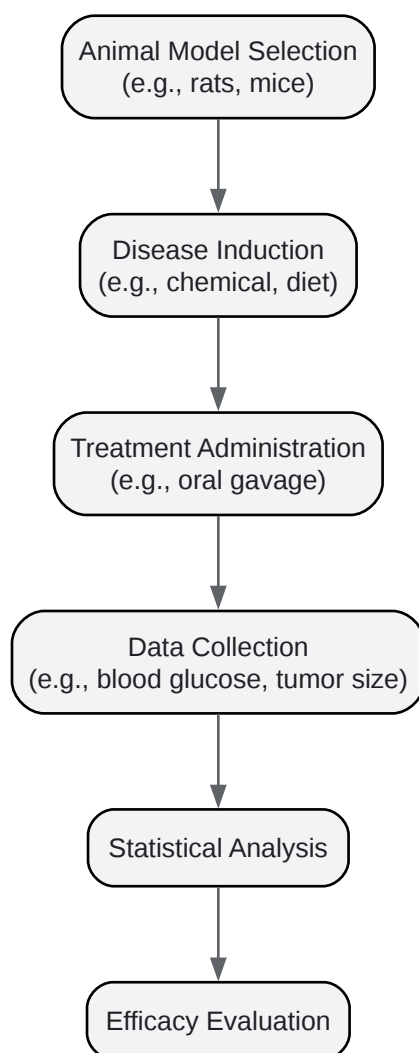 Animal Model Selection
(e.g., rats, mice)
Disease Induction
(e.g., chemical, diet)
Treatment Administration
(e.g., oral gavage)
Data Collection
(e.g., blood glucose, tumor size)
Statistical Analysis
Efficacy Evaluation